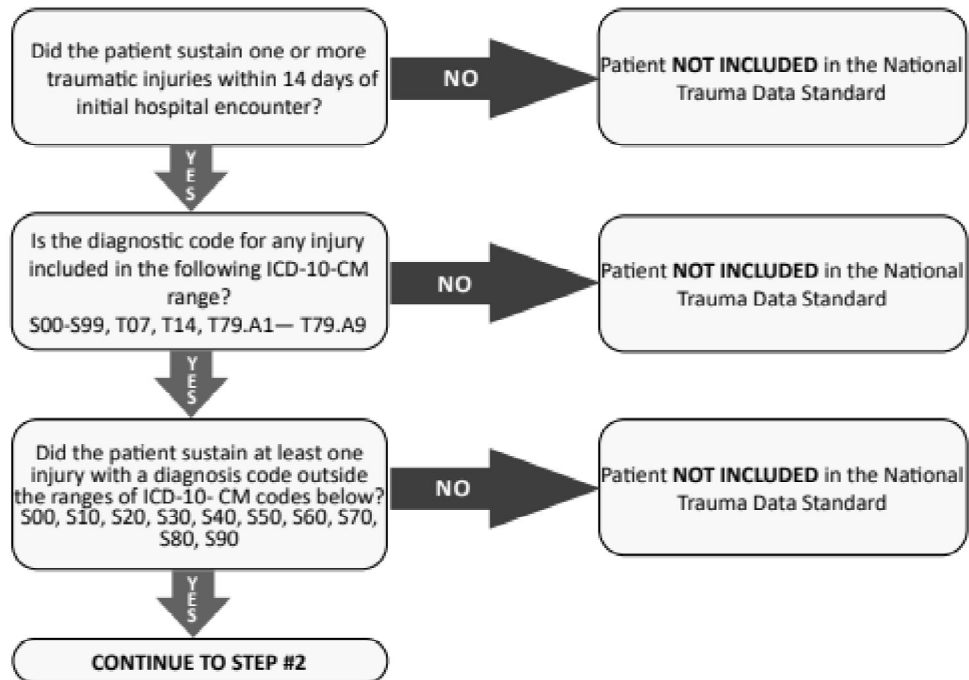 Did the patient sustain one or more
traumatic injuries within 14 days of
initial hospital encounter?
NO
Patient NOT INCLUDED in the National
Trauma Data Standard
YES
Is the diagnostic code for any injury
included in the following ICD-10-CM
range?
S00-S99, T07, T14, T79.A1— T79.A9
NO
Patient NOT INCLUDED in the National
Trauma Data Standard
YES
Did the patient sustain at least one
injury with a diagnosis code outside
the ranges of ICD-10- CM codes below?
S00, S10, S20, S30, S40, S50, S60, S70,
S80, S90
NO
Patient NOT INCLUDED in the National
Trauma Data Standard
YES
CONTINUE TO STEP #2